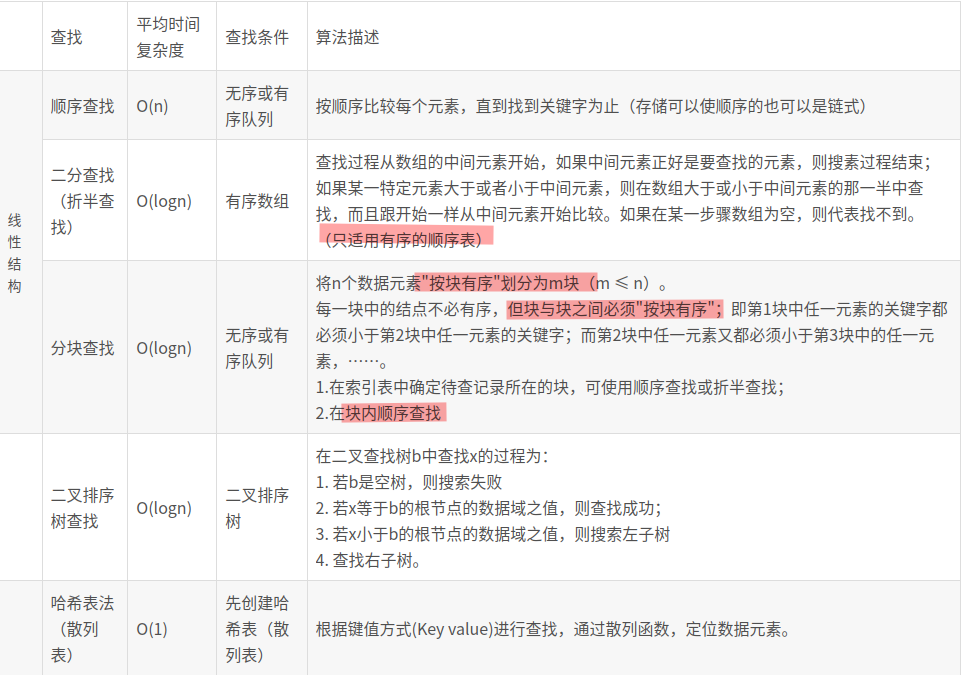 查找
平均时间
复杂度
查找条件
算法描述
线
性
结
构
顺序查找
O(n)
无序或有
序队列
按顺序比较每个元素，直到找到关键字为止（存储可以使顺序的也可以是链式）
二分查找
（折半查
找）
O(logn)
有序数组
查找过程从数组的中间元素开始，如果中间元素正好是要查找的元素，则搜素过程结束；
如果某一特定元素大于或者小于中间元素，则在数组大于或小于中间元素的那一半中查
找，而且跟开始一样从中间元素开始比较。如果在某一步骤数组为空，则代表找不到。
（只适用有序的顺序表）
分块查找
O(logn)
无序或有
序队列
将n个数据元素"按块有序"划分为m块（m ≤ n）。
每一块中的结点不必有序，但块与块之间必须"按块有序"；即第1块中任一元素的关键字都
必须小于第2块中任一元素的关键字；而第2块中任一元素又都必须小于第3块中的任一元
素，……。
1.在索引表中确定待查记录所在的块，可使用顺序查找或折半查找；
2.在块内顺序查找
二叉排序
树查找
O(logn)
二叉排序
树
在二叉查找树b中查找x的过程为：
1. 若b是空树，则搜索失败
2. 若x等于b的根节点的数据域之值，则查找成功；
3. 若x小于b的根节点的数据域之值，则搜索左子树
4. 查找右子树。
哈希表法
（散列
表）
O(1)
先创建哈
希表（散
列表）
根据键值方式(Key value)进行查找，通过散列函数，定位数据元素。